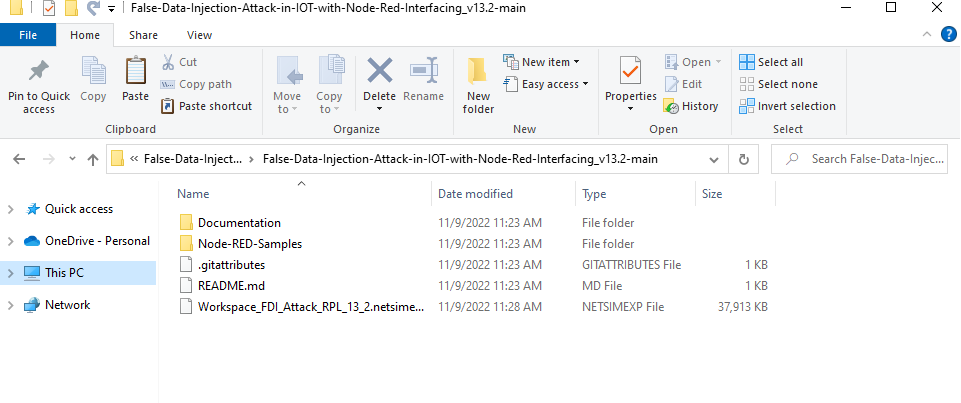 False-Data-Injection-Attack-in-IOT-with-Node-Red-Interfacing_v13.2-main
File Home Share View
Pin to Quick access
Copy
Paste
Cut
Copy path
Paste shortcut
Clipboard
Move to
Copy to
Delete
Rename
Organize
New folder
New item
Easy access
New
Properties
Open
Edit
History
Open
Select all
Select none
Invert selection
Select
« False-Data-Inject... > False-Data-Injection-Attack-in-IOT-with-Node-Red-Interfacing_v13.2-main
Search False-Data-Injec...
Quick access
OneDrive - Personal
This PC
Network
Name Date modified Type Size
Documentation 11/9/2022 11:23 AM File folder
Node-RED-Samples 11/9/2022 11:23 AM File folder
.gitattributes 11/9/2022 11:23 AM GITATTRIBUTES File 1 KB
README.md 11/9/2022 11:23 AM MD File 1 KB
Workspace_FDI_Attack_RPL_13_2.netsime... 11/9/2022 11:28 AM NETSIMEXP File 37,913 KB